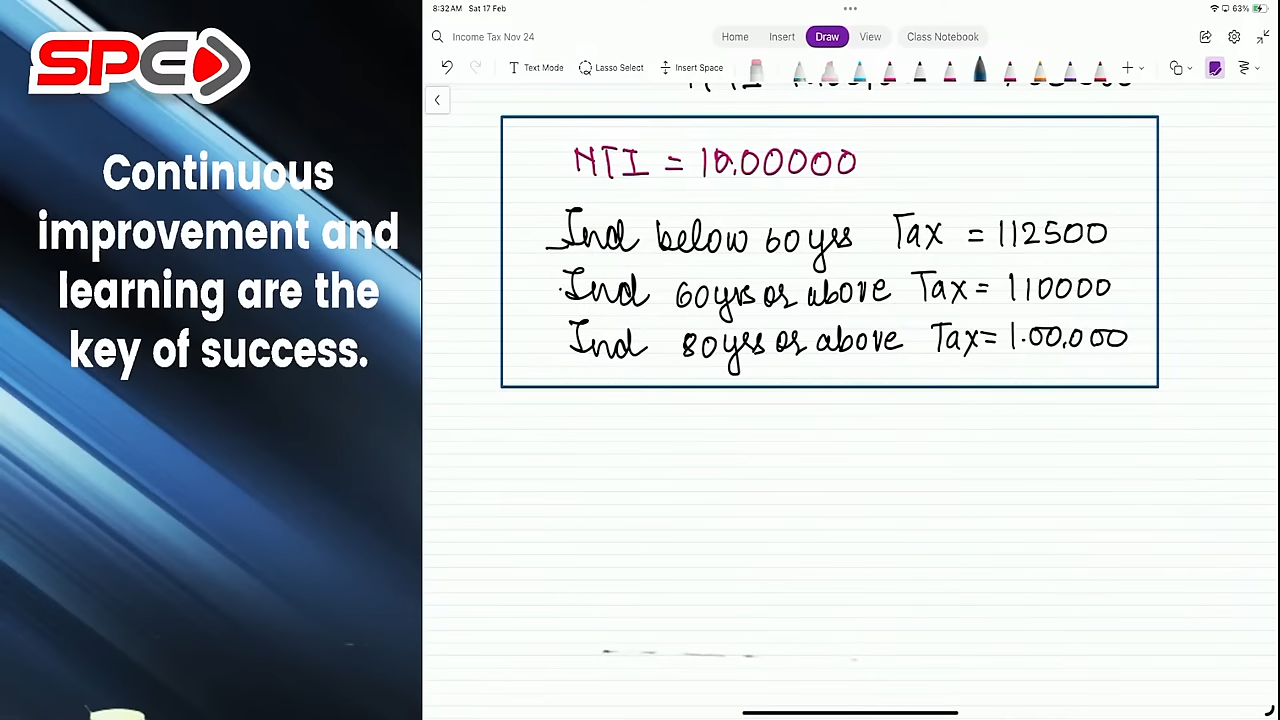 SPE
Continuous
improvement and
learning are the
key of success.
8:32 AM Sat 17 Feb
63%
Income Tax Nov 24
Home Insert Draw View Class Notebook
Text Mode Lasso Select Insert Space
NTI = 10,00000
Ind below 60 yrs Tax = 112500
Ind 60 yrs or above Tax = 110000
Ind 80 yrs or above Tax = 1.00,000